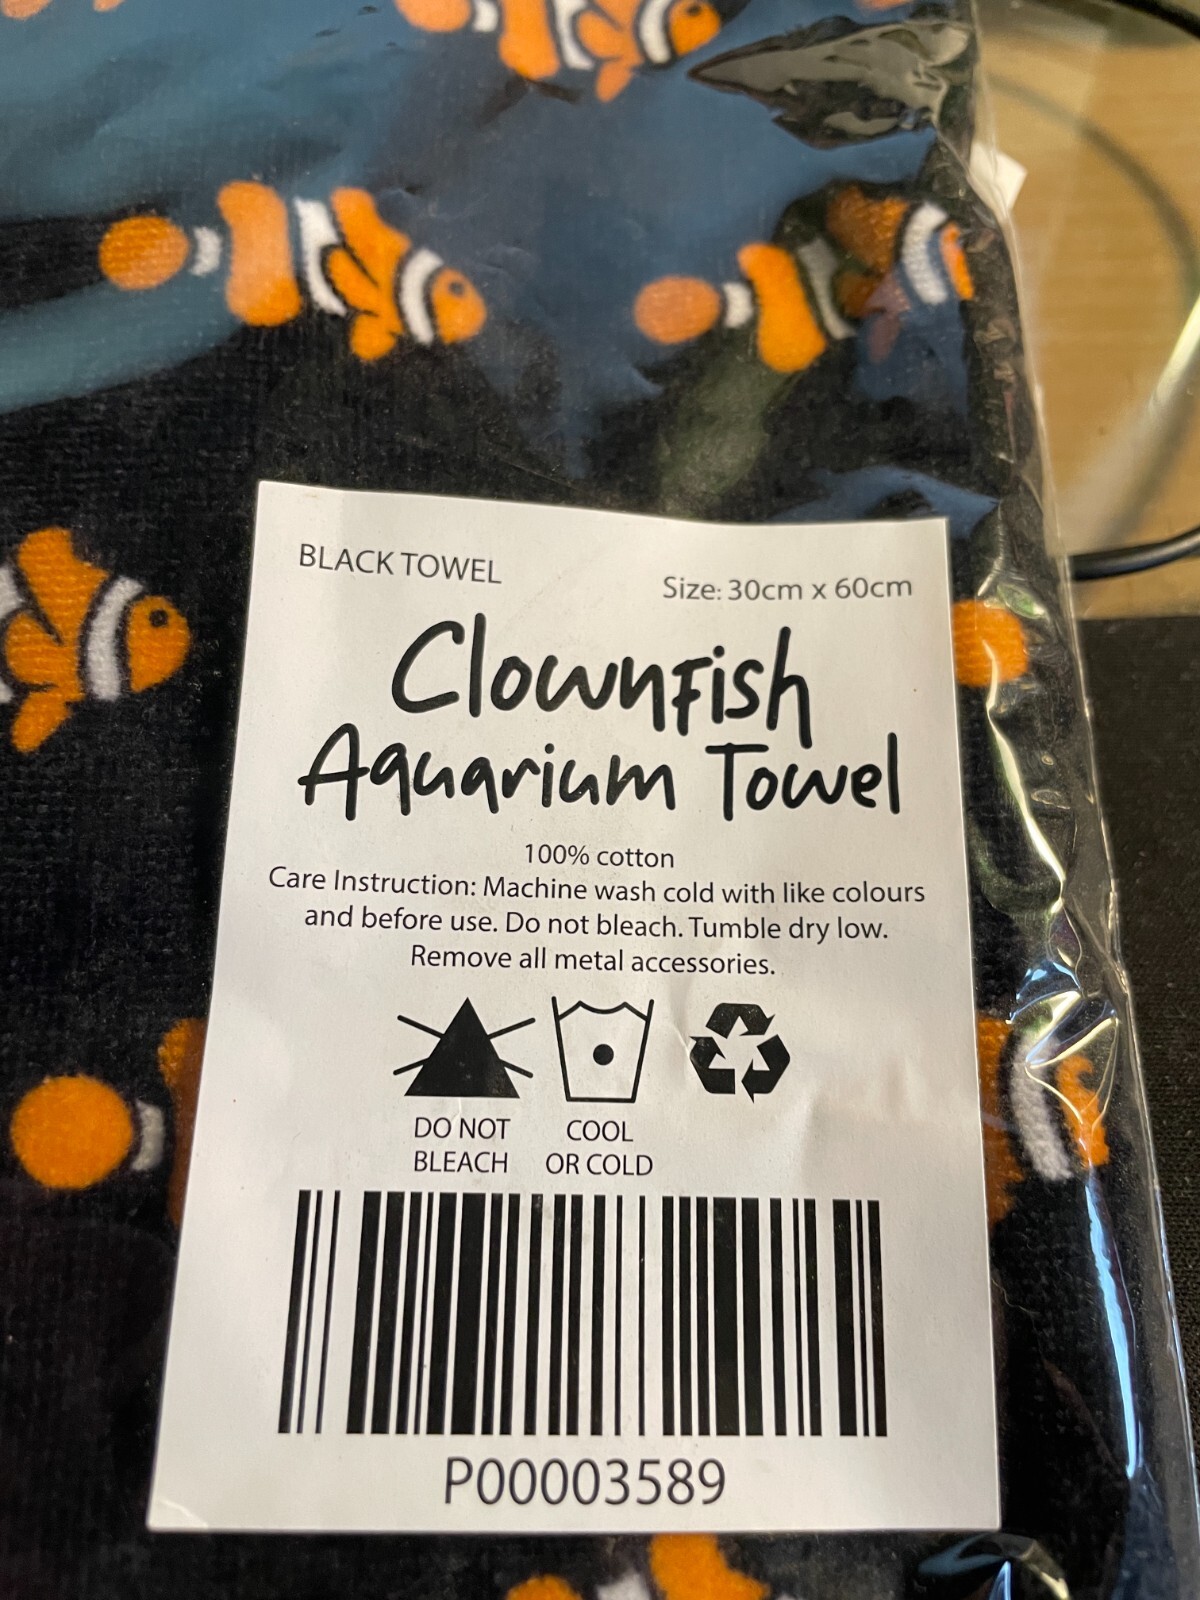 BLACK TOWEL
Size: 30cm x 60cm
Clownfish
Aquarium Towel
100% cotton
Care Instruction: Machine wash cold with like colours
and before use. Do not bleach. Tumble dry low.
Remove all metal accessories.
DO NOT
BLEACH
COOL
OR COLD
P00003589